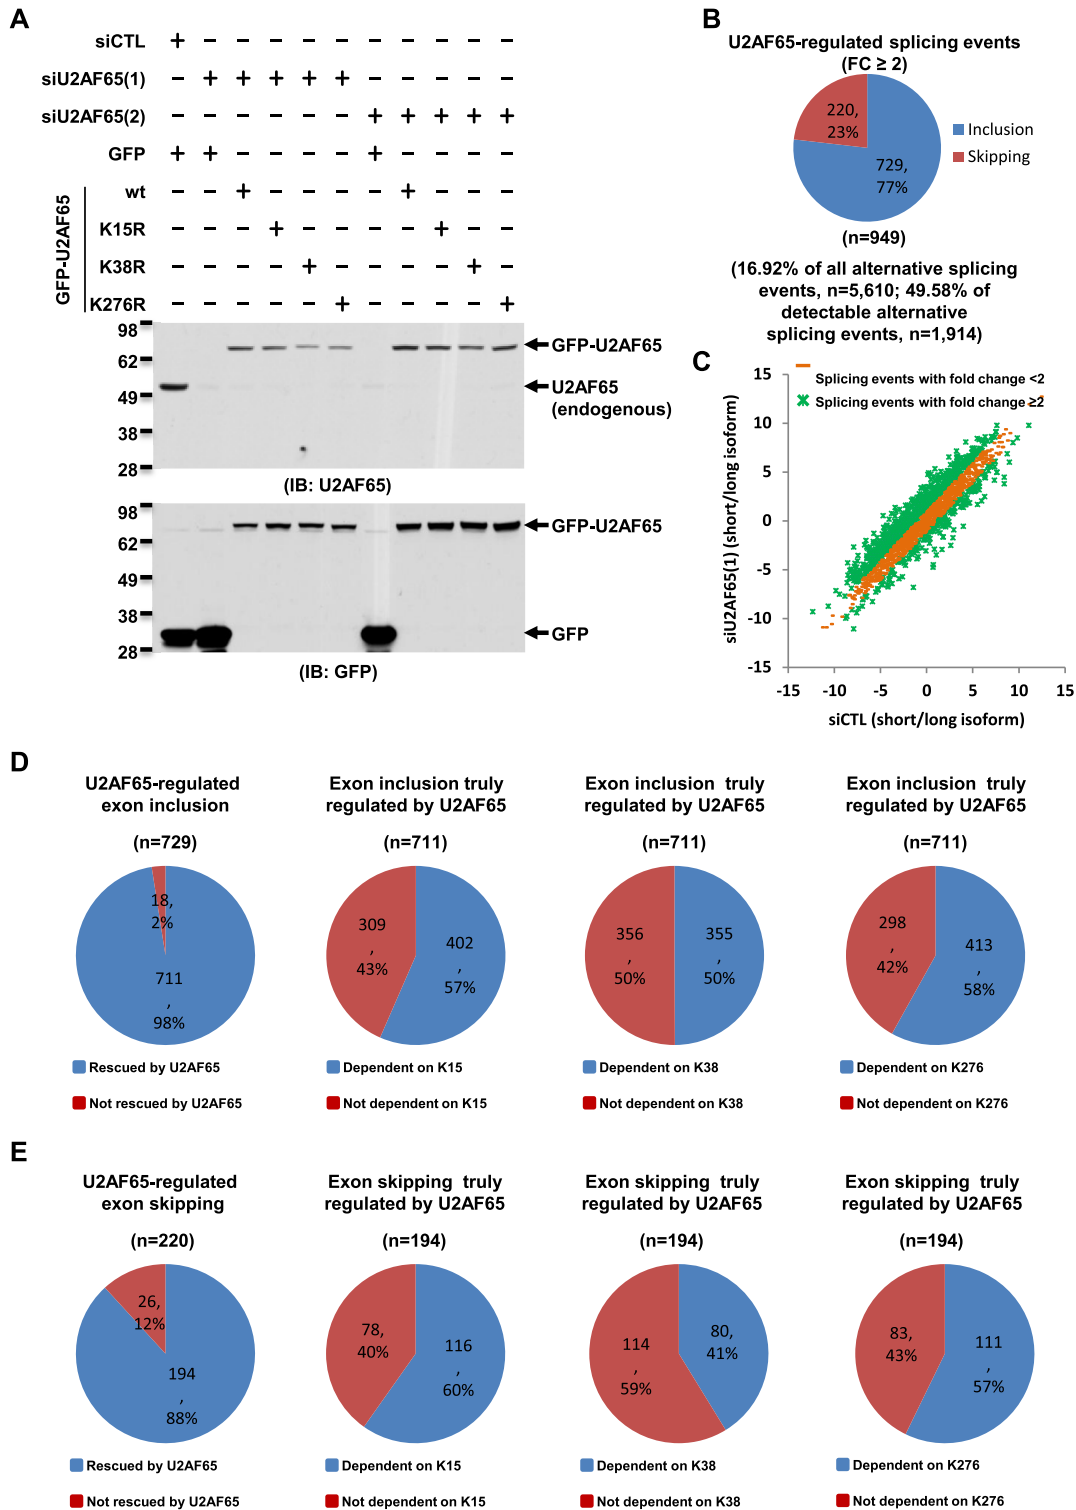 A
siCTL + − − − − − − − − − −
siU2AF65(1) − + + + + + − − − − −
siU2AF65(2) − − − − − − + + + + +
GFP + + − − − − + − − − −
GFP-U2AF65
wt − − + − − − − + − − −
K15R − − − + − − − − + − −
K38R − − − − + − − − − + −
K276R − − − − − + − − − − +
98
62
49
38
28
GFP-U2AF65
U2AF65
(endogenous)
(IB: U2AF65)
98
62
49
38
28
GFP-U2AF65
GFP
(IB: GFP)
B
U2AF65-regulated splicing events
(FC ≥ 2)
220,
23%
729,
77%
Inclusion
Skipping
(n=949)
(16.92% of all alternative splicing
events, n=5,610; 49.58% of
detectable alternative
splicing events, n=1,914)
C
Splicing events with fold change <2
Splicing events with fold change ≥2
siU2AF65(1) (short/long isoform)
15
10
5
0
-5
-10
-15
-15 -10 -5 0 5 10 15
siCTL (short/long isoform)
D
U2AF65-regulated
exon inclusion
(n=729)
18,
2%
711
,
98%
Rescued by U2AF65
Not rescued by U2AF65
Exon inclusion truly
regulated by U2AF65
(n=711)
309
,
43%
402
,
57%
Dependent on K15
Not dependent on K15
Exon inclusion truly
regulated by U2AF65
(n=711)
356
,
50%
355
,
50%
Dependent on K38
Not dependent on K38
Exon inclusion truly
regulated by U2AF65
(n=711)
298
,
42%
413
,
58%
Dependent on K276
Not dependent on K276
E
U2AF65-regulated
exon skipping
(n=220)
26,
12%
194
,
88%
Rescued by U2AF65
Not rescued by U2AF65
Exon skipping truly
regulated by U2AF65
(n=194)
78,
40%
116
,
60%
Dependent on K15
Not dependent on K15
Exon skipping truly
regulated by U2AF65
(n=194)
114
,
59%
80,
41%
Dependent on K38
Not dependent on K38
Exon skipping truly
regulated by U2AF65
(n=194)
83,
43%
111
,
57%
Dependent on K276
Not dependent on K276